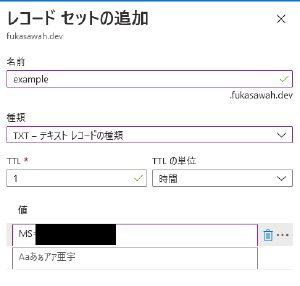 レコード セットの追加
fukasawah.dev
名前
example
.fukasawah.dev
種類
TXT – テキスト レコードの種類
TTL * TTL の単位
1 時間
値
MS=
Aaあぁアァ亜宇